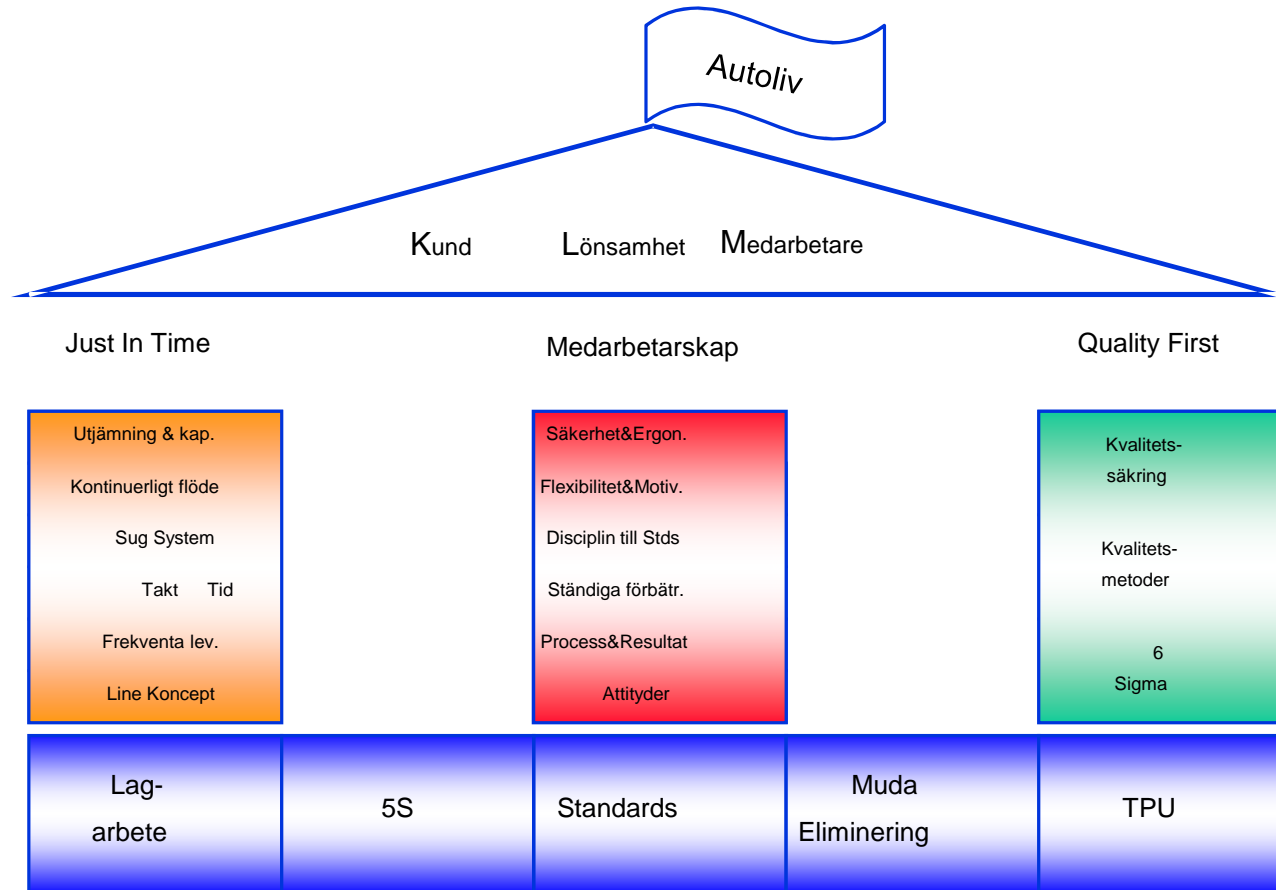 Autoliv
Kund Lönsamhet Medarbetare
Just In Time
Medarbetarskap
Quality First
Utjämning & kap.
Kontinuerligt flöde
Sug System
Takt Tid
Frekventa lev.
Line Koncept
Säkerhet&Ergon.
Flexibilitet&Motiv.
Disciplin till Stds
Ständiga förbätr.
Process&Resultat
Attityder
Kvalitets-
säkring
Kvalitets-
metoder
6
Sigma
Lag-
arbete
5S
Standards
Muda
Eliminering
TPU